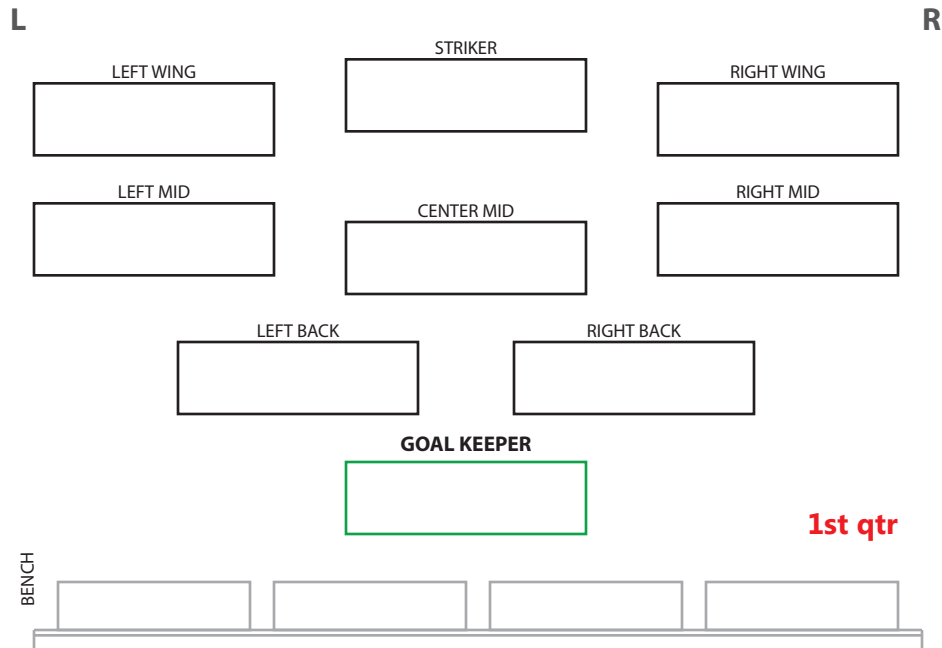 L
R
STRIKER
LEFT WING
RIGHT WING
LEFT MID
RIGHT MID
CENTER MID
LEFT BACK
RIGHT BACK
GOAL KEEPER
1st qtr
BENCH